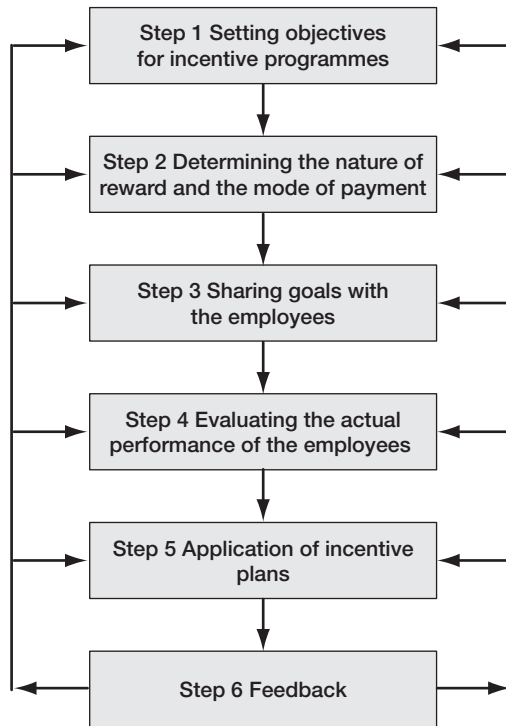 Step 1 Setting objectives
for incentive programmes
Step 2 Determining the nature of
reward and the mode of payment
Step 3 Sharing goals with
the employees
Step 4 Evaluating the actual
performance of the employees
Step 5 Application of incentive
plans
Step 6 Feedback